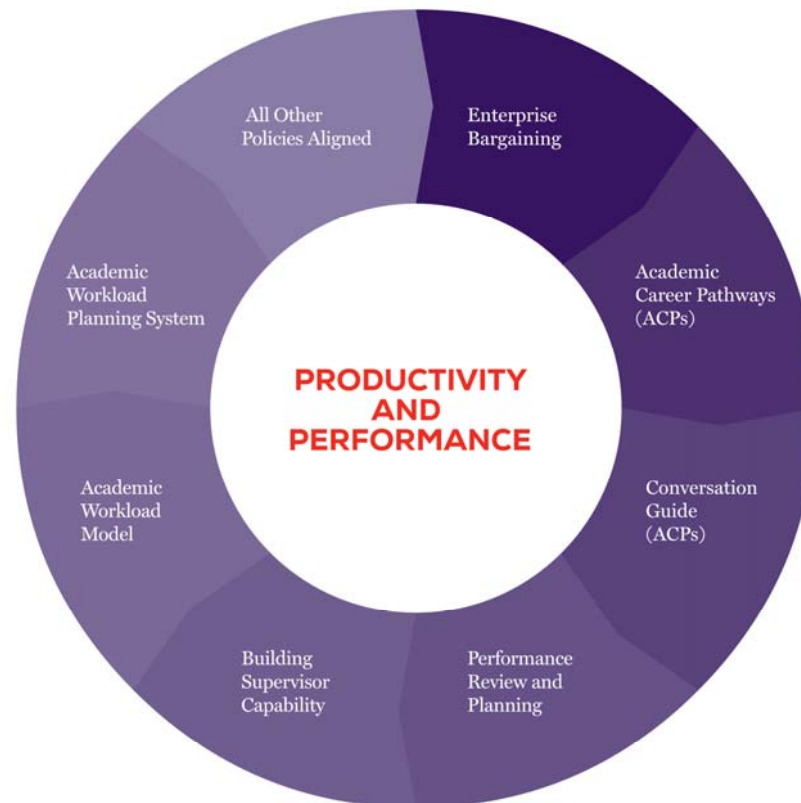 All Other
Policies Aligned
Enterprise
Bargaining
Academic
Career Pathways
(ACPs)
Conversation
Guide
(ACPs)
Performance
Review and
Planning
Building
Supervisor
Capability
Academic
Workload
Model
Academic
Workload
Planning System
PRODUCTIVITY
AND
PERFORMANCE